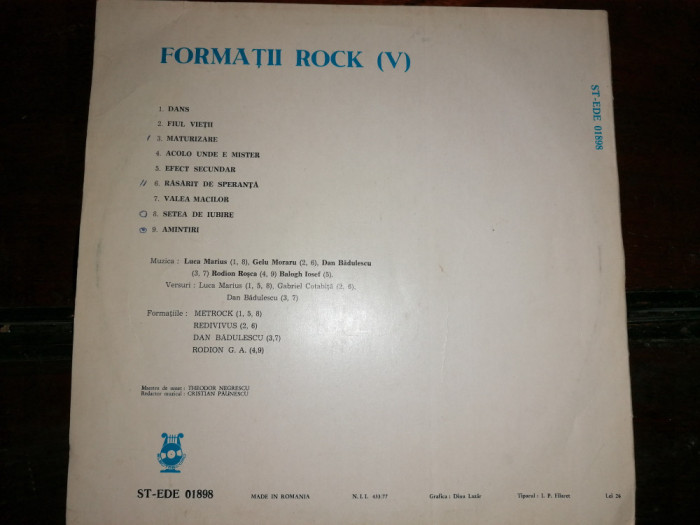 FORMAȚII ROCK (V)
ST-EDE 01898
1. DANS
2. FIUL VIEȚII
3. MATURIZARE
4. ACOLO UNDE E MISTER
5. EFECT SECUNDAR
6. RĂSĂRIT DE SPERANȚĂ
7. VALEA MACILOR
8. SETEA DE IUBIRE
9. AMINTIRI
Muzica : Luca Marius (1, 8), Gelu Moraru (2, 6), Dan Bădulescu
(3, 7) Rodion Roșca (4, 9) Balogh Iosef (5).
Versuri : Luca Marius (1, 5, 8), Gabriel Cotabiță (2, 6),
Dan Bădulescu (3, 7)
Formațiile : METROCK (1, 5, 8)
REDIVIVUS (2, 6)
DAN BĂDULESCU (3,7)
RODION G. A. (4,9)
Maestru de sunet : THEODOR NEGRESCU
Redactor muzical : CRISTIAN PĂUNESCU
ST-EDE 01898 MADE IN ROMANIA N. I. I. 433/77 Grafica : Dinu Lazăr Tiparul : I. P. Filaret Lei 26